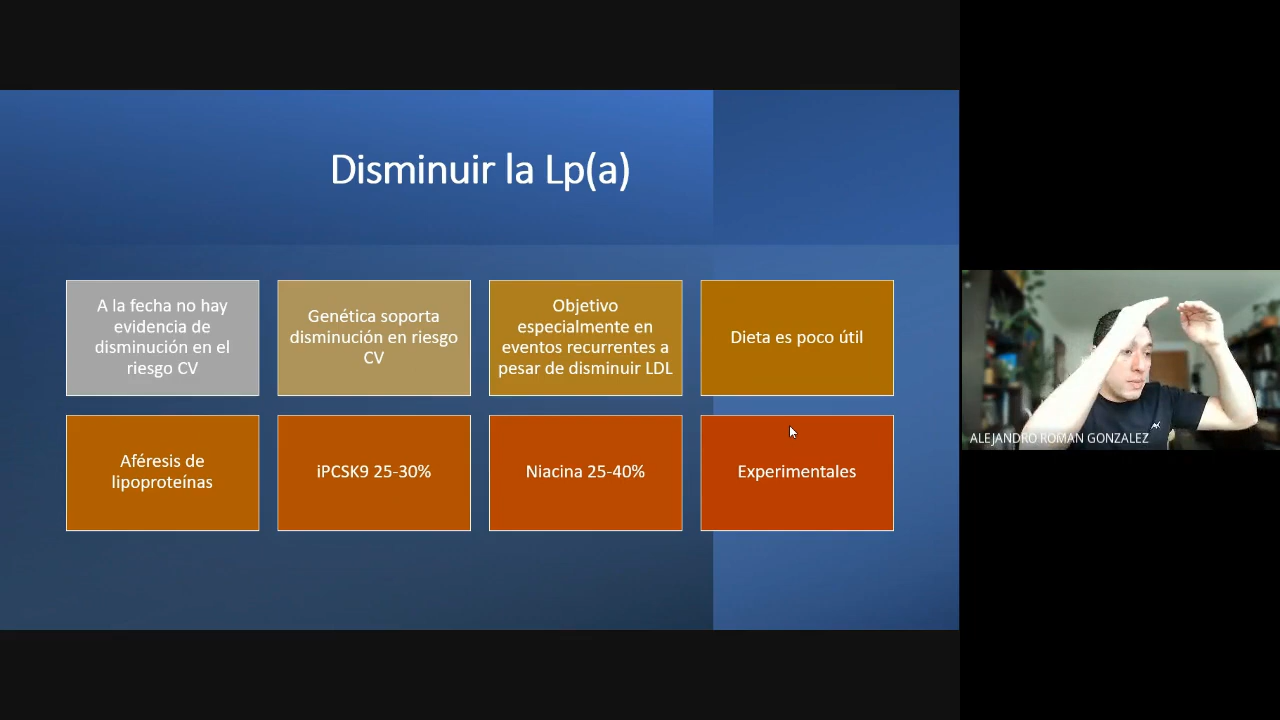 Disminuir la Lp(a)
A la fecha no hay
evidencia de
disminución en el
riesgo CV
Genética soporta
disminución en riesgo
CV
Objetivo
especialmente en
eventos recurrentes a
pesar de disminuir LDL
Dieta es poco útil
Aféresis de
lipoproteínas
iPCSK9 25-30%
Niacina 25-40%
Experimentales
ALEJANDRO ROMAN GONZALEZ